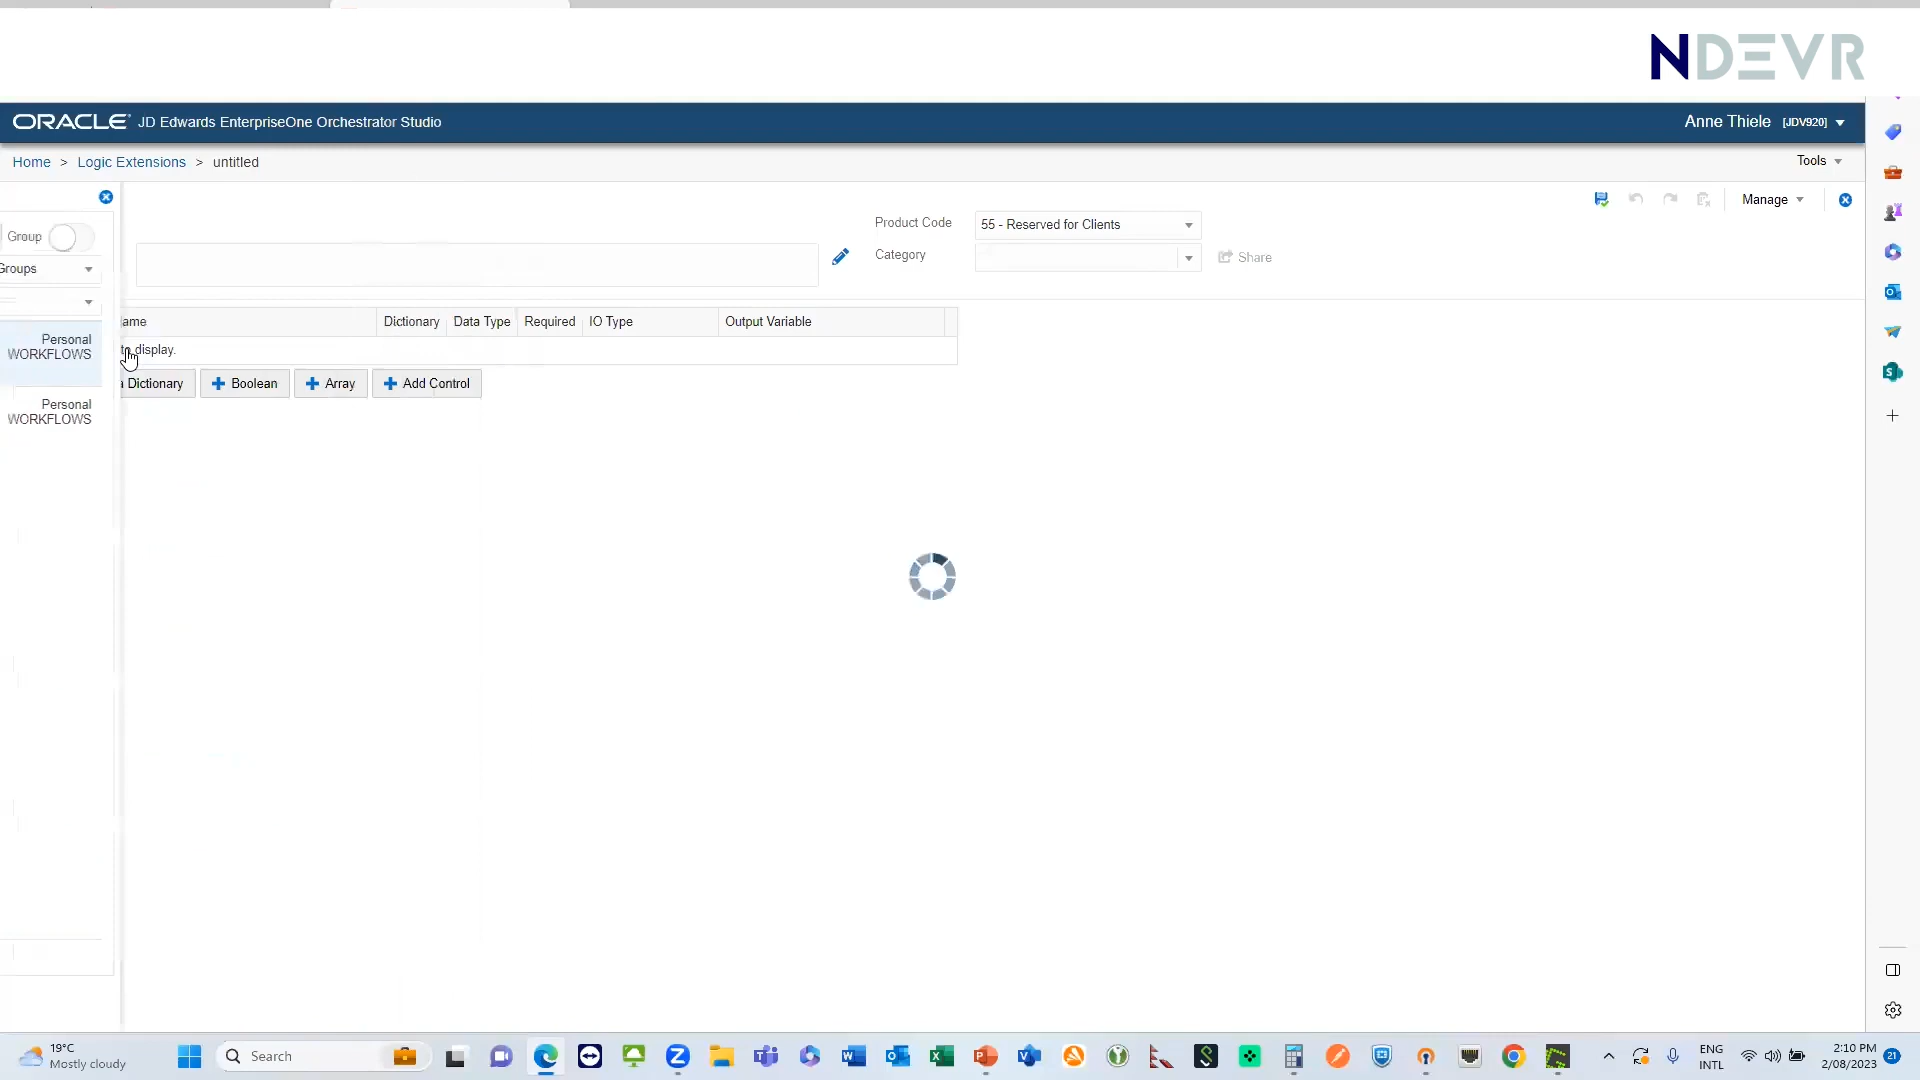 NDEVR
ORACLE JD Edwards EnterpriseOne Orchestrator Studio
Anne Thiele [JDV920]
Home > Logic Extensions > untitled
Tools
Manage
Group
Product Code
55 - Reserved for Clients
Groups
Category
Share
ame
Dictionary
Data Type
Required
IO Type
Output Variable
Personal
WORKFLOWS
to display.
a Dictionary
Boolean
Array
Add Control
Personal
WORKFLOWS
19°C
Mostly cloudy
Search
ENG
INTL
2:10 PM
2/08/2023
21